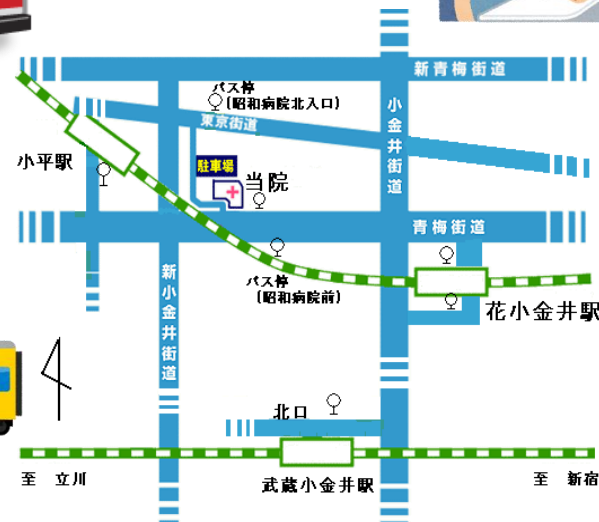 新青梅街道
バス停
(昭和病院北入口)
東京街道
小金井街道
小平駅
駐車場
当院
青梅街道
バス停
(昭和病院前)
新小金井街道
花小金井駅
北口
至 立川
武蔵小金井駅
至 新宿